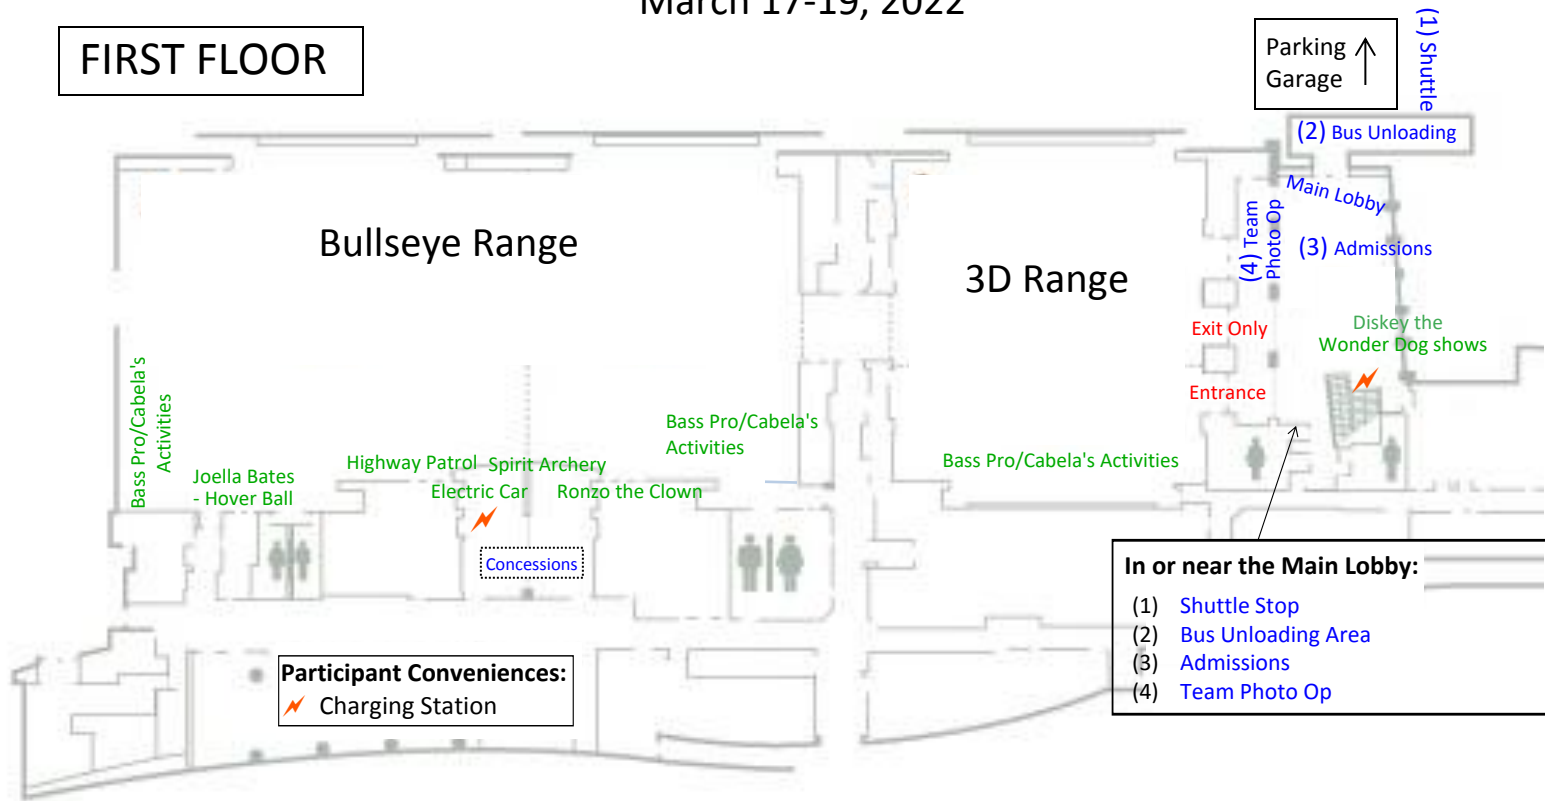 March 17-19, 2022
FIRST FLOOR
Parking
Garage
(1) Shuttle
(2) Bus Unloading
Main Lobby
(4) Team
Photo Op
(3) Admissions
Bullseye Range
3D Range
Exit Only
Diskey the
Wonder Dog shows
Entrance
Bass Pro/Cabela's
Activities
Joella Bates
- Hover Ball
Highway Patrol
Spirit Archery
Electric Car
Ronzo the Clown
Bass Pro/Cabela's
Activities
Bass Pro/Cabela's Activities
Concessions
In or near the Main Lobby:
(1) Shuttle Stop
(2) Bus Unloading Area
(3) Admissions
(4) Team Photo Op
Participant Conveniences:
Charging Station